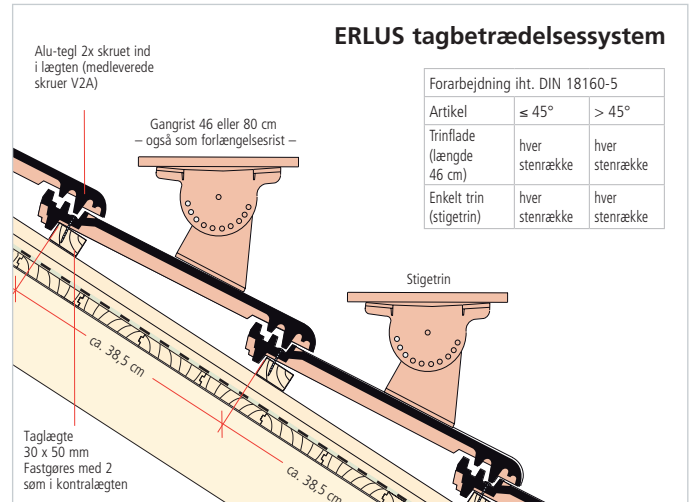 ERLUS tagbetrædelsessystem
Alu-tegl 2x skruet ind
i lægten (medleverede
skruer V2A)
Gangrist 46 eller 80 cm
– også som forlængelsesrist –
Forarbejdning iht. DIN 18160-5
Artikel ≤ 45° > 45°
Trinflade
(længde
46 cm)
hver
stenrække
hver
stenrække
Enkelt trin
(stigetrin)
hver
stenrække
hver
stenrække
Stigetrin
ca. 38,5 cm
ca. 38,5 cm
Taglægte
30 x 50 mm
Fastgøres med 2
søm i kontralægten